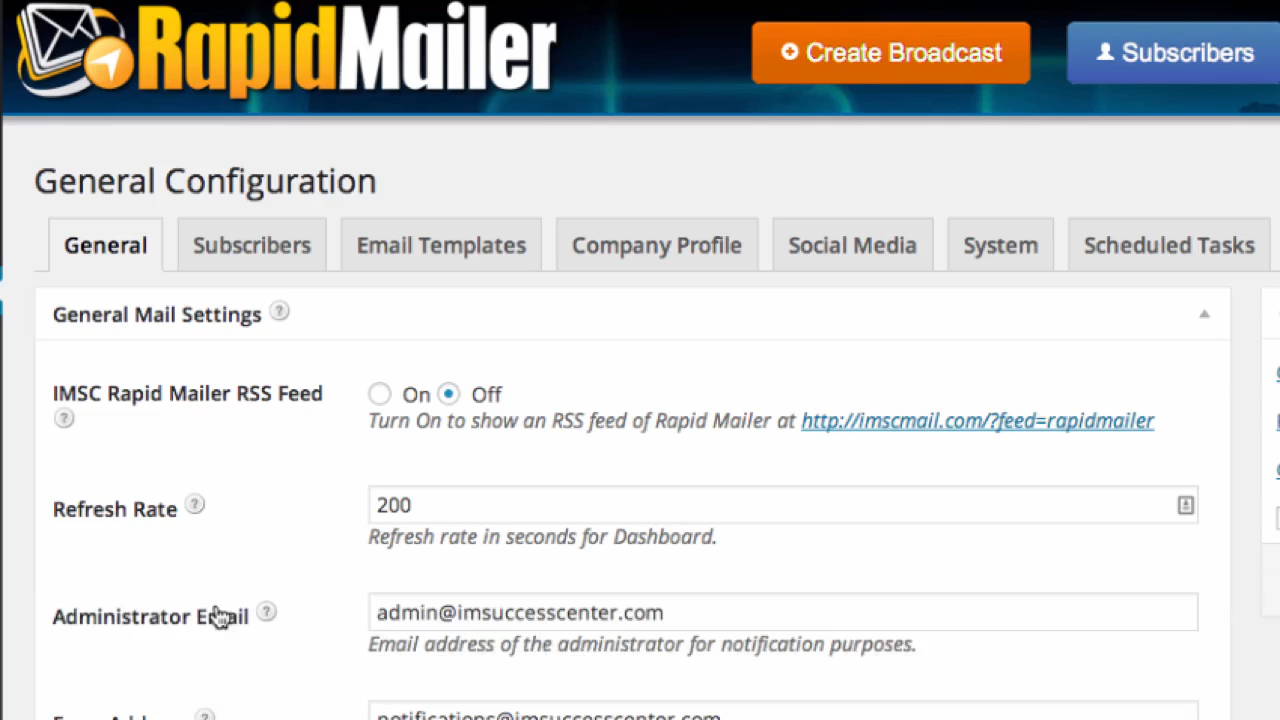 RapidMailer
Create Broadcast
Subscribers
General Configuration
General Subscribers Email Templates Company Profile Social Media System Scheduled Tasks
General Mail Settings ?
IMSC Rapid Mailer RSS Feed On Off
?
Turn On to show an RSS feed of Rapid Mailer at http://imscmail.com/?feed=rapidmailer
Refresh Rate ? 200
Refresh rate in seconds for Dashboard.
Administrator Email ? admin@imsuccesscenter.com
Email address of the administrator for notification purposes.
notifications@imsuccesscenter.com